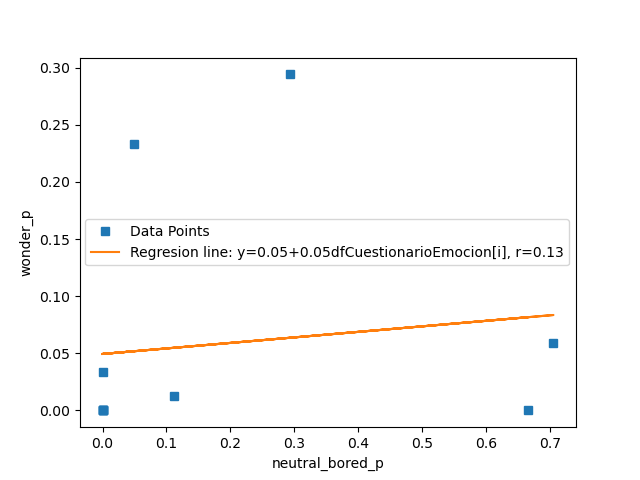 0.30
0.25
0.20
0.15
0.10
0.05
0.00
wonder_p
Data Points
Regresion line: y=0.05+0.05dfCuestionarioEmocion[i], r=0.13
0.0 0.1 0.2 0.3 0.4 0.5 0.6 0.7
neutral_bored_p